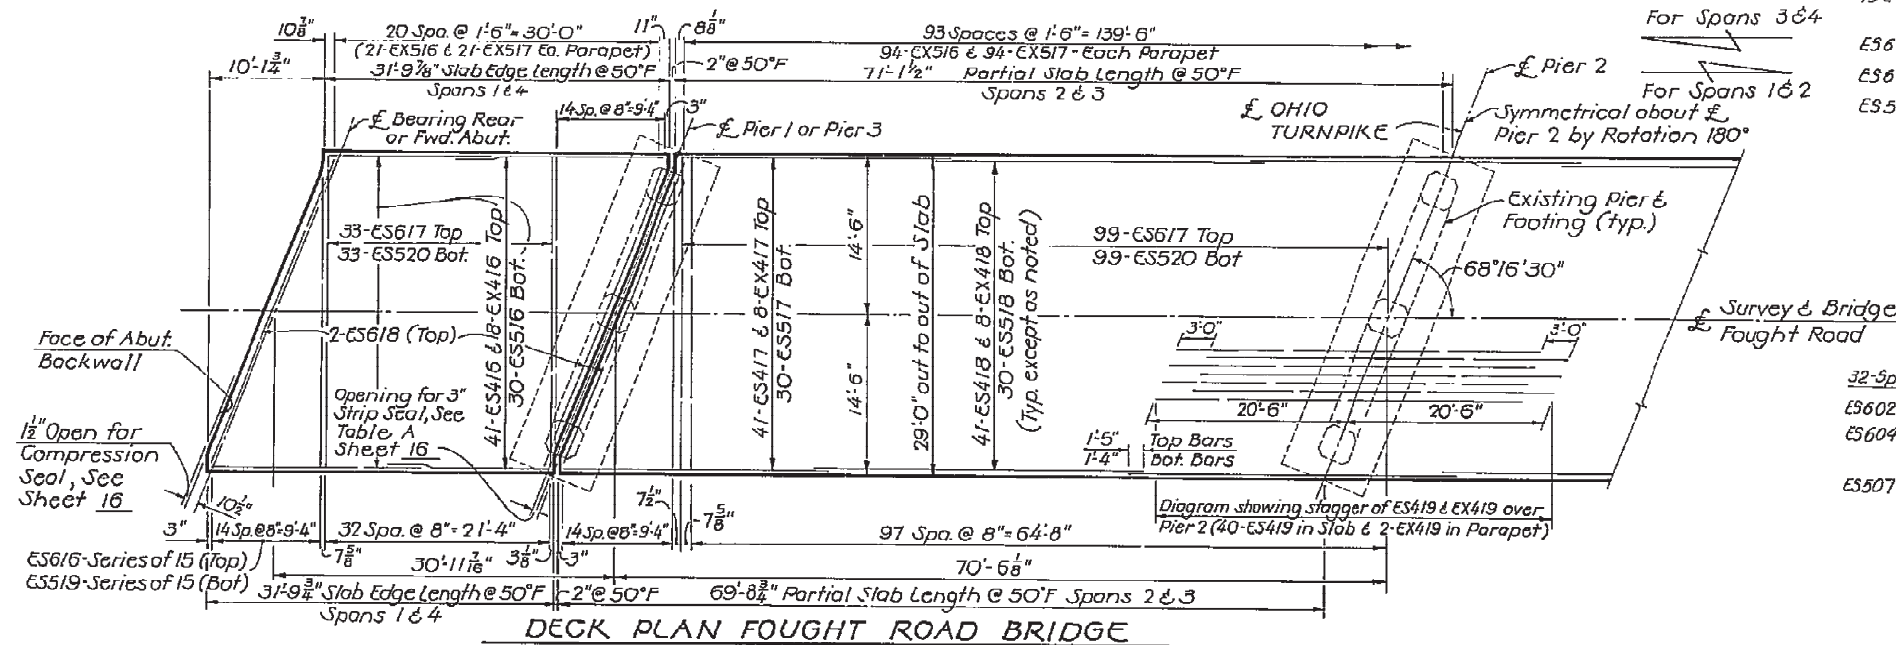 10⅞"
20 Spa. @ 1'-6"= 30'-0"
(21-EX516 & 21-EX517 Ea. Parapet)
11"
8⅛"
93 Spaces @ 1'-6"= 139'-6"
94-EX516 & 94-EX517-Each Parapet
For Spans 3&4
For Spans 1&2
ES6
ES6
ES5
10'-1¾"
31'-9⅞" Slab Edge Length @ 50°F
Spans 1 & 4
2"@ 50°F
71'-1½" Partial Slab Length @ 50°F
Spans 2 & 3
℄ Pier 2
14 Sp. @ 8"=9'-4"
3"
℄ Bearing Rear
or Fwd. Abut.
℄ Pier 1 or Pier 3
℄ OHIO
TURNPIKE
Symmetrical about ℄
Pier 2 by Rotation 180°
33-ES617 Top
33-ES520 Bot.
41-ES416 & 8-EX416 Top
30-ES516 Bot.
41-ES417 & 8-EX417 Top
30-ES517 Bot.
14'-6"
14'-6"
29'-0" out to out of Slab
41-ES418 & 8-EX418 Top
30-ES518 Bot.
(Typ. except as noted)
99-ES617 Top
99-ES520 Bot
Existing Pier &
Footing (typ.)
68°16'30"
℄ Survey & Bridge
Fought Road
Face of Abut.
Backwall
2-ES618 (Top)
3'-0"
3'-0"
Opening for 3"
Strip Seal, See
Table A
Sheet 16
20'-6"
20'-6"
32-Sp
ES602
ES604
ES507
1½" Open for
Compression
Seal, See
Sheet 16
1'-5"
1'-4"
Top Bars
Bot. Bars
10½"
7½"
7⅝"
Diagram showing stagger of ES419 & EX419 over
Pier 2 (40-ES419 in Slab & 2-EX419 in Parapet)
3"
14 Sp. @ 8"=9'-4"
32 Spa. @ 8"= 21'-4"
14 Sp. @ 8"=9'-4"
97 Spa. @ 8"= 64'-8"
ES616-Series of 15 (Top)
ES519-Series of 15 (Bot)
7⅝"
3⅛"
3"
30'-11 7/16"
70'-6⅛"
31'-9¾" Slab Edge Length @ 50°F
Spans 1 & 4
2"@ 50°F
69'-8¾" Partial Slab Length @ 50°F Spans 2 & 3
DECK PLAN FOUGHT ROAD BRIDGE